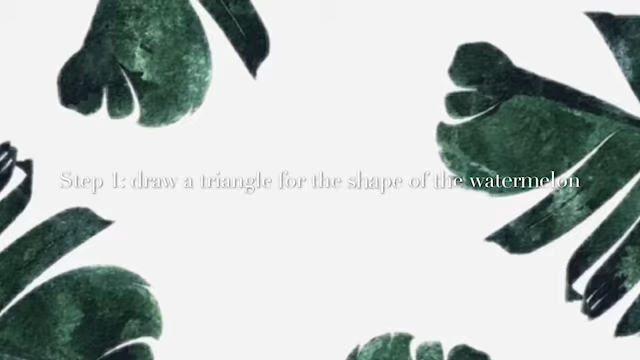 Step 1: draw a triangle for the shape of the watermelon